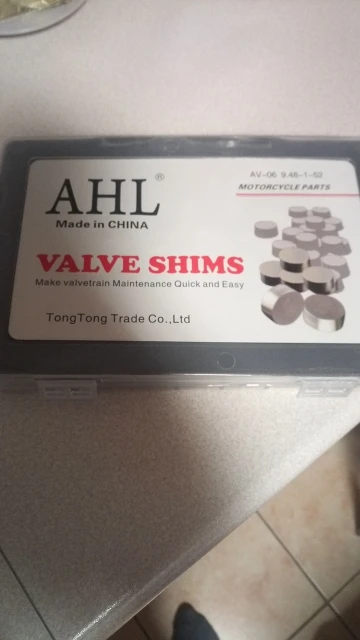 AHL®
Made in CHINA
AV-06 9.48-1-52
MOTORCYCLE PARTS
VALVE SHIMS
Make valvetrain Maintenance Quick and Easy
TongTong Trade Co.,Ltd